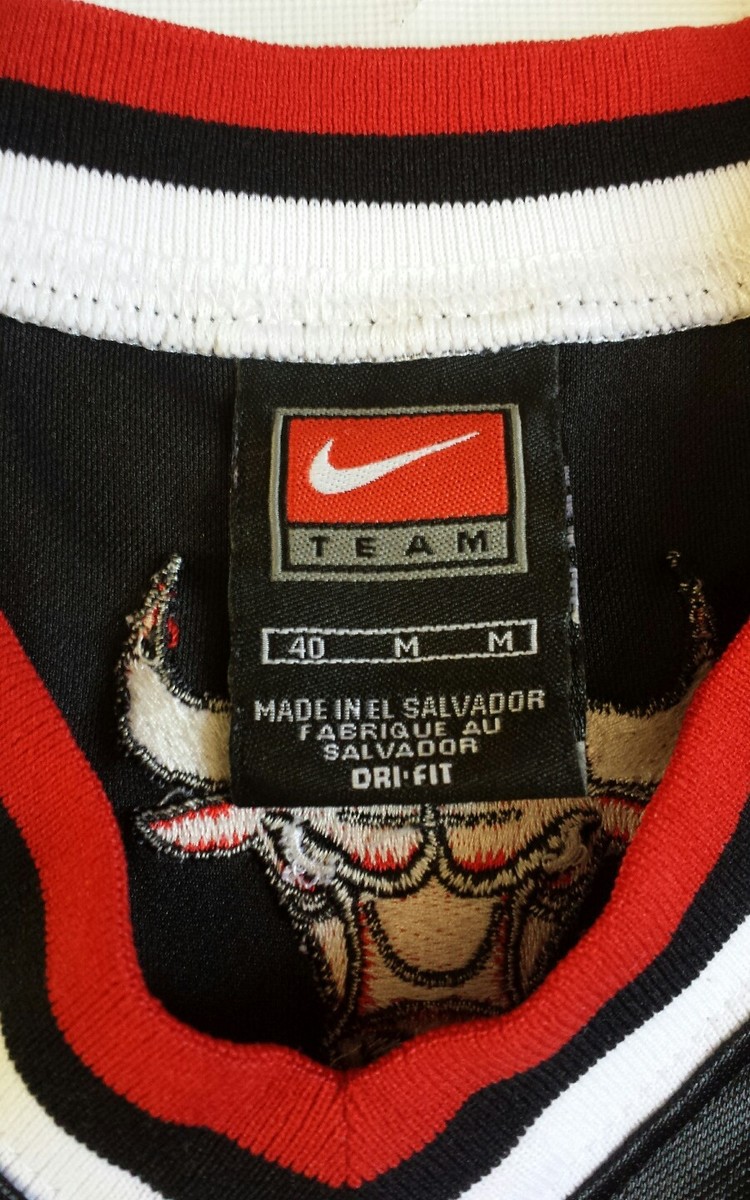 TEAM
40 M M
MADE IN EL SALVADOR
FABRIQUE AU
SALVADOR
DRI-FIT